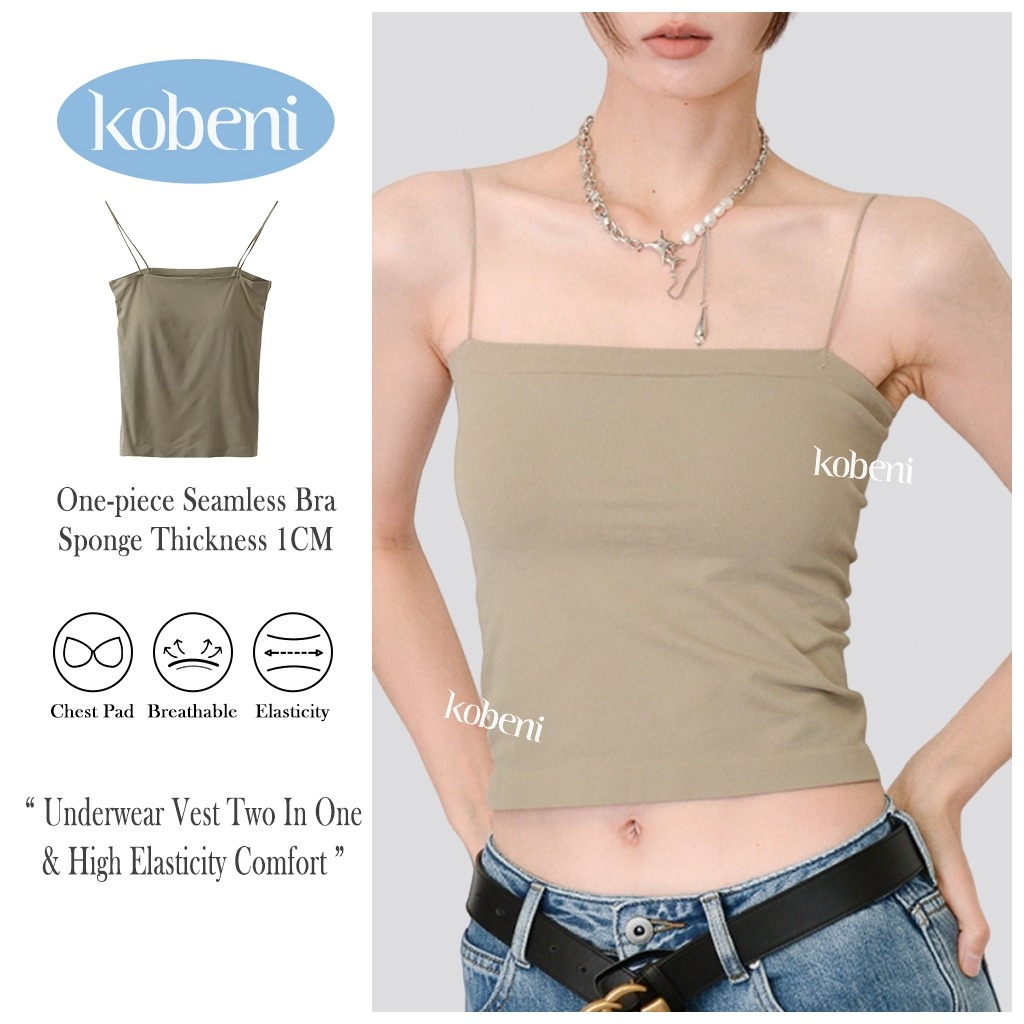 kobeni
One-piece Seamless Bra
Sponge Thickness 1CM
Chest Pad Breathable Elasticity
“ Underwear Vest Two In One
& High Elasticity Comfort ”
kobeni
kobeni